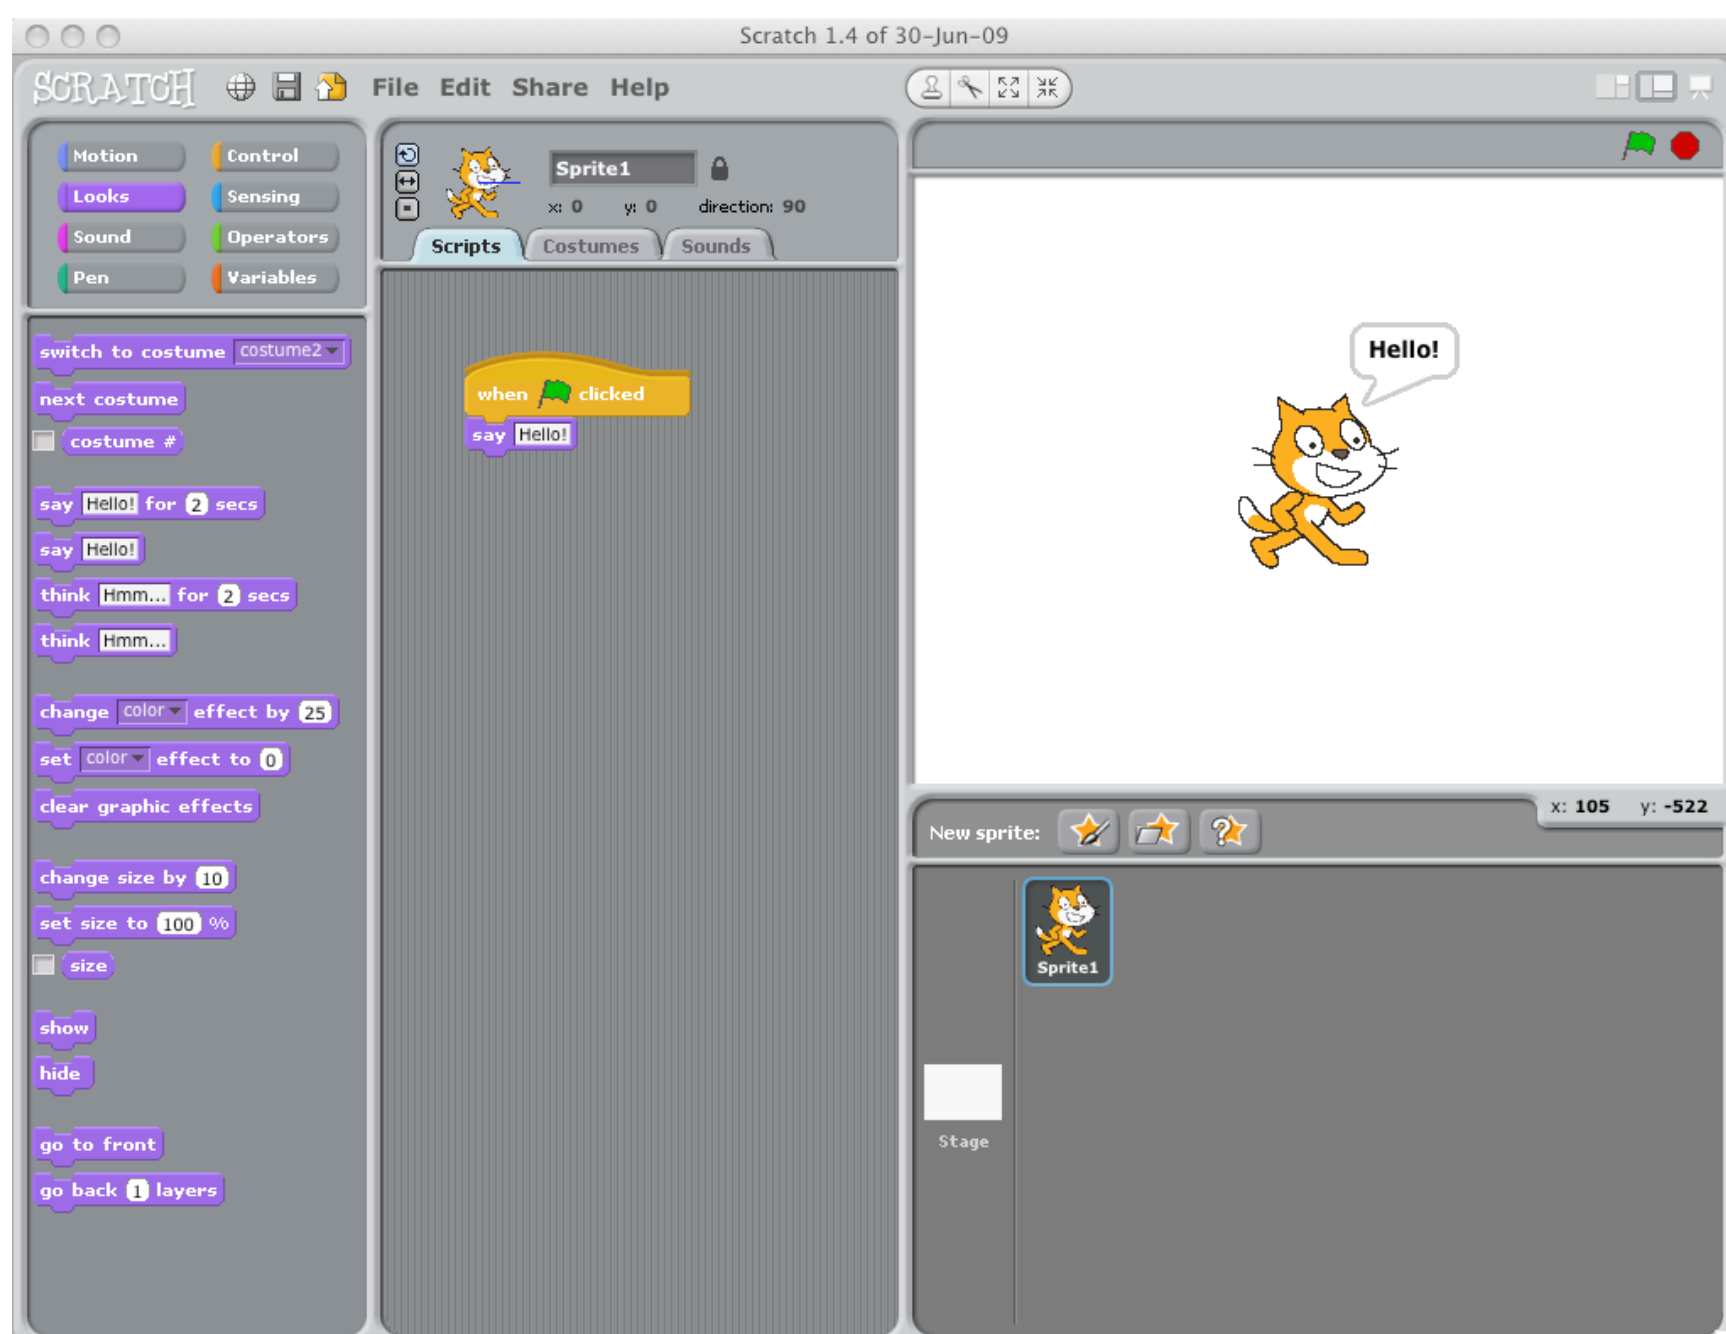 Scratch 1.4 of 30-Jun-09
SCRATCH File Edit Share Help
Motion Control
Looks Sensing
Sound Operators
Pen Variables
switch to costume costume2
next costume
costume #
say Hello! for 2 secs
say Hello!
think Hmm... for 2 secs
think Hmm...
change color effect by 25
set color effect to 0
clear graphic effects
change size by 10
set size to 100 %
size
show
hide
go to front
go back 1 layers
Sprite1
x: 0 y: 0 direction: 90
Scripts Costumes Sounds
when clicked
say Hello!
Hello!
x: 105 y: -522
New sprite:
Sprite1
Stage